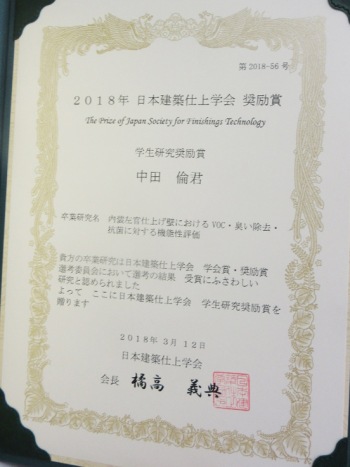 第 2018-56 号
2018年 日本建築仕上学会 奨励賞
The Prize of Japan Society for Finishings Technology
学生研究奨励賞
中田 倫君
卒業研究名 内装左官仕上げ壁における VOC・臭い除去・
抗菌に対する機能性評価
貴方の卒業研究は日本建築仕上学会 学会賞・奨励賞
選考委員会において選考の結果 受賞にふさわしい
研究と認められました
よって ここに日本建築仕上学会 学生研究奨励賞を
贈ります
2018年 3月 12日
日本建築仕上学会
会長 橘高 義典